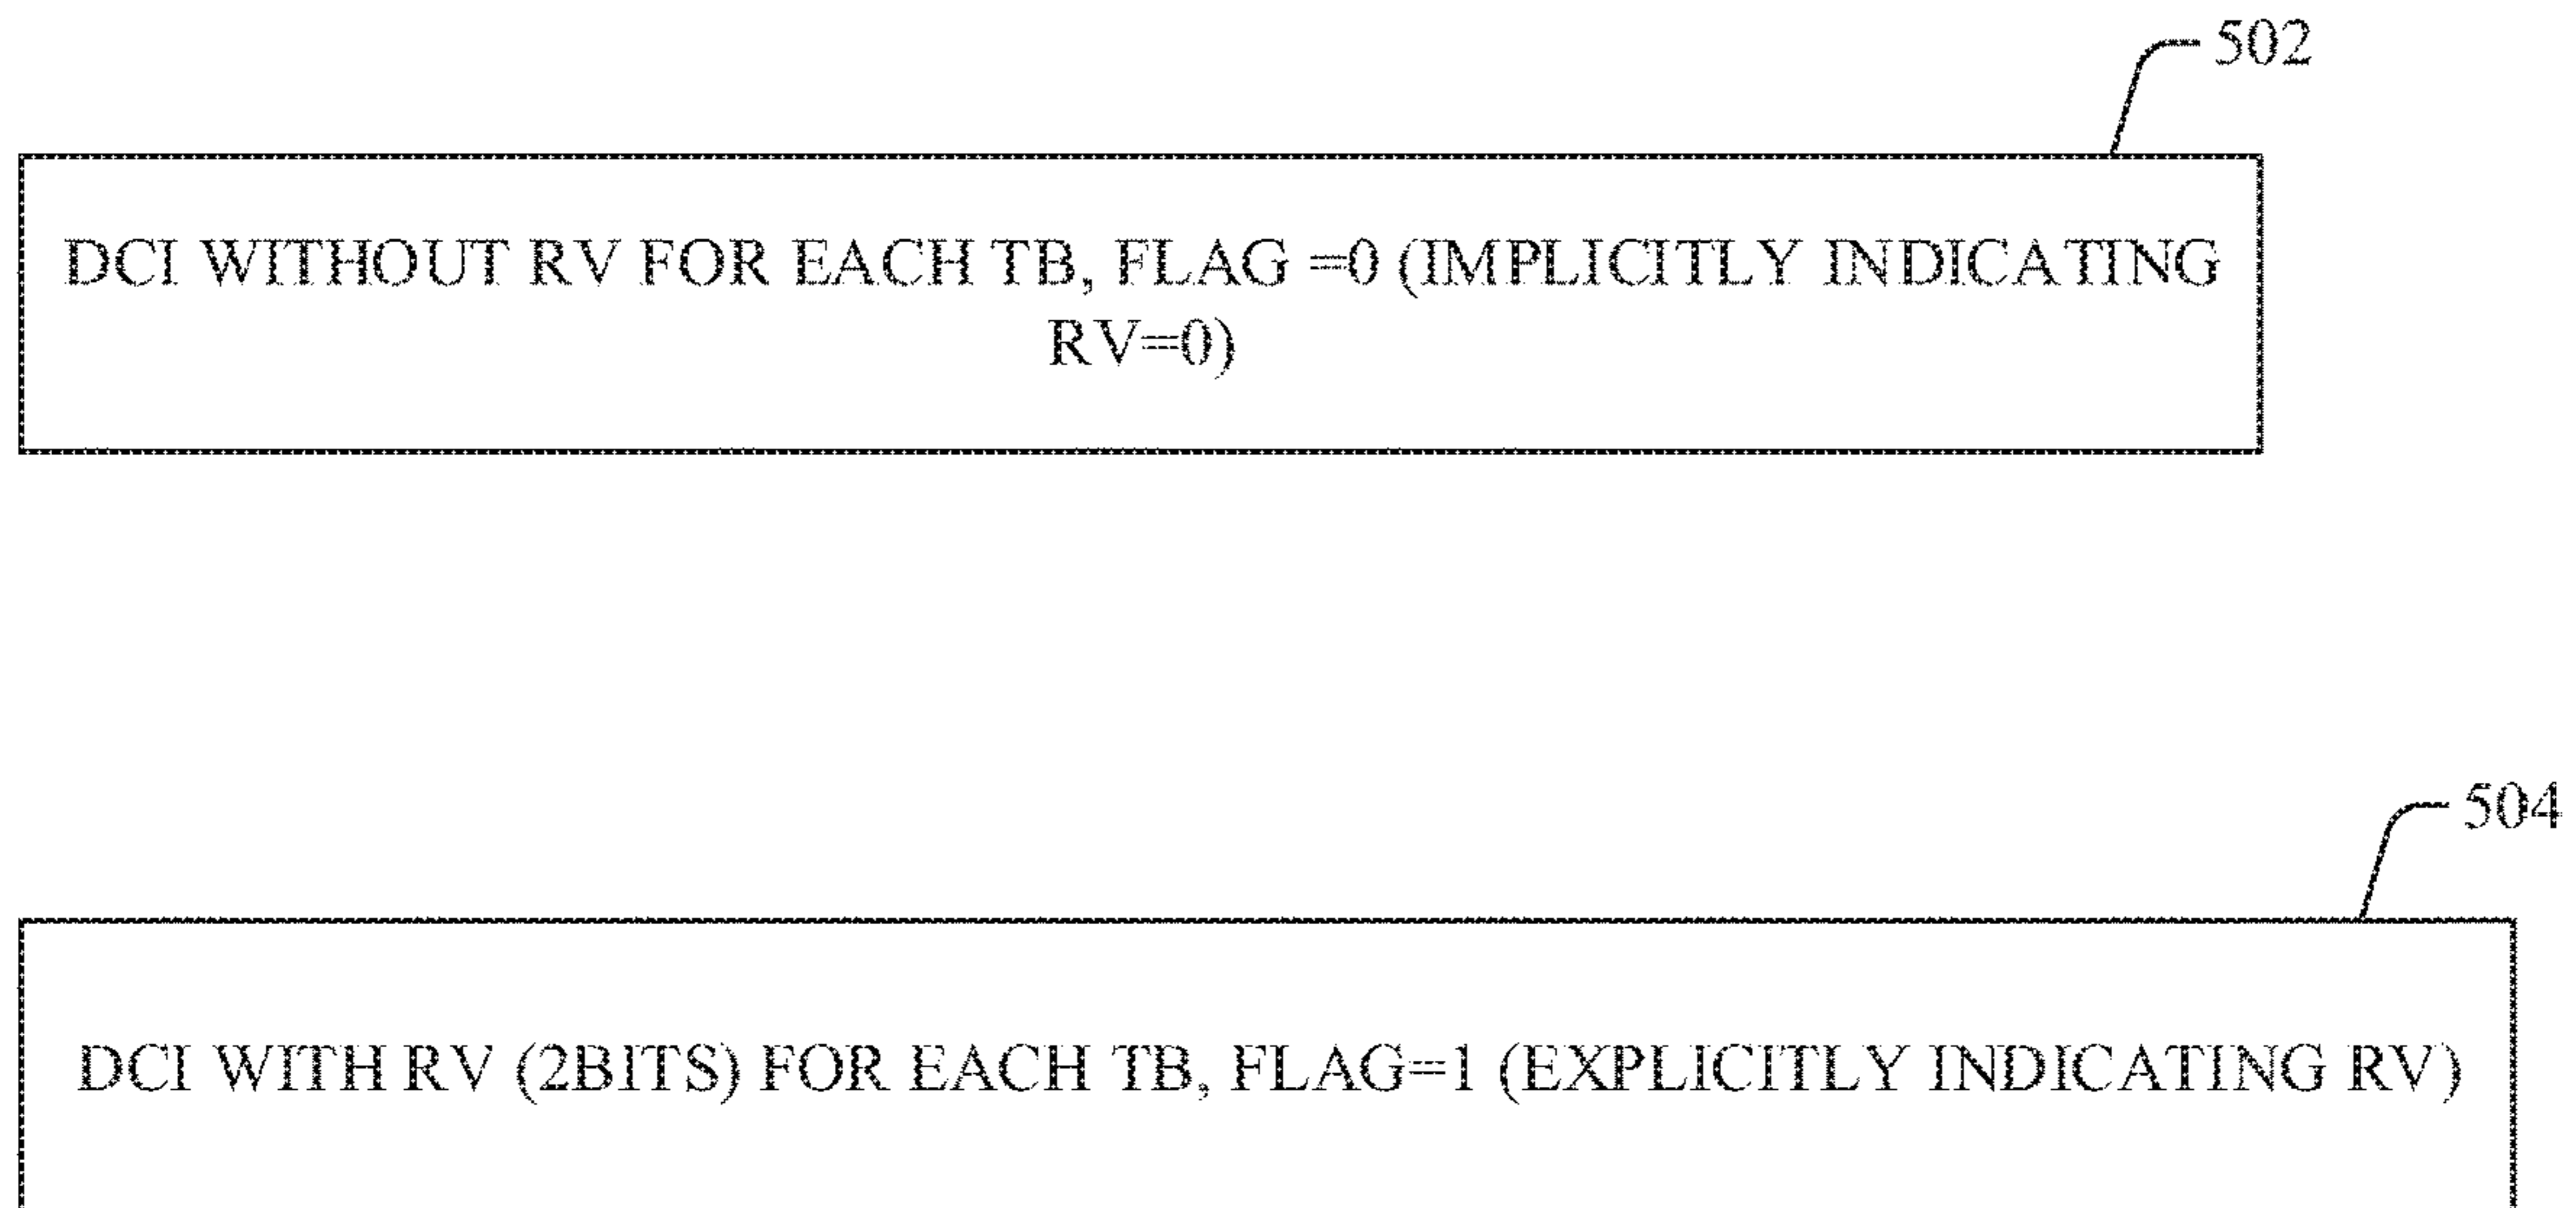 502
DCI WITHOUT RV FOR EACH TB, FLAG =0 (IMPLICITLY INDICATING
RV=0)
504
DCI WITH RV (2BITS) FOR EACH TB, FLAG=1 (EXPLICITLY INDICATING RV)